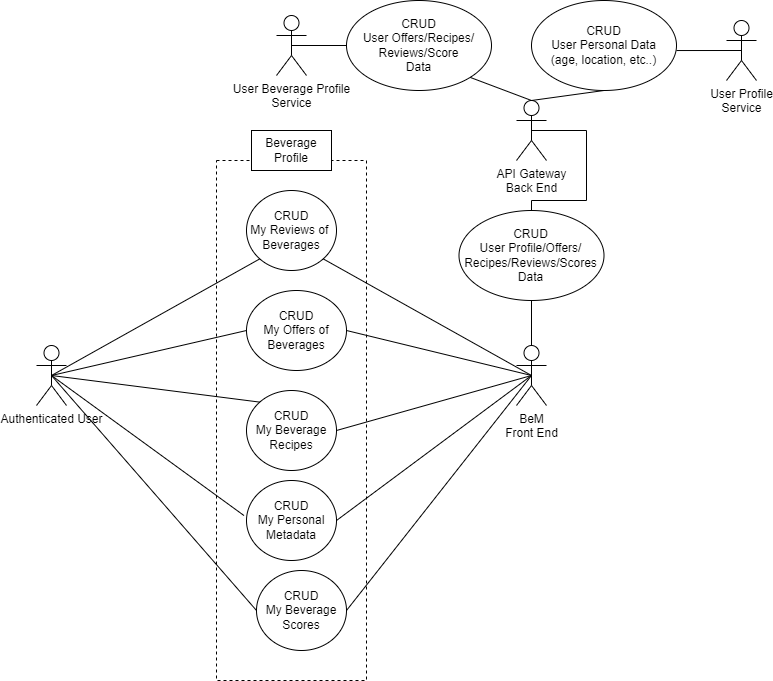 CRUD
User Offers/Recipes/
Reviews/Score
Data
CRUD
User Personal Data
(age, location, etc..)
User Beverage Profile
Service
User Profile
Service
API Gateway
Back End
Beverage
Profile
CRUD
My Reviews of
Beverages
CRUD
User Profile/Offers/
Recipes/Reviews/Scores
Data
CRUD
My Offers of
Beverages
Authenticated User
BeM
Front End
CRUD
My Beverage
Recipes
CRUD
My Personal
Metadata
CRUD
My Beverage
Scores